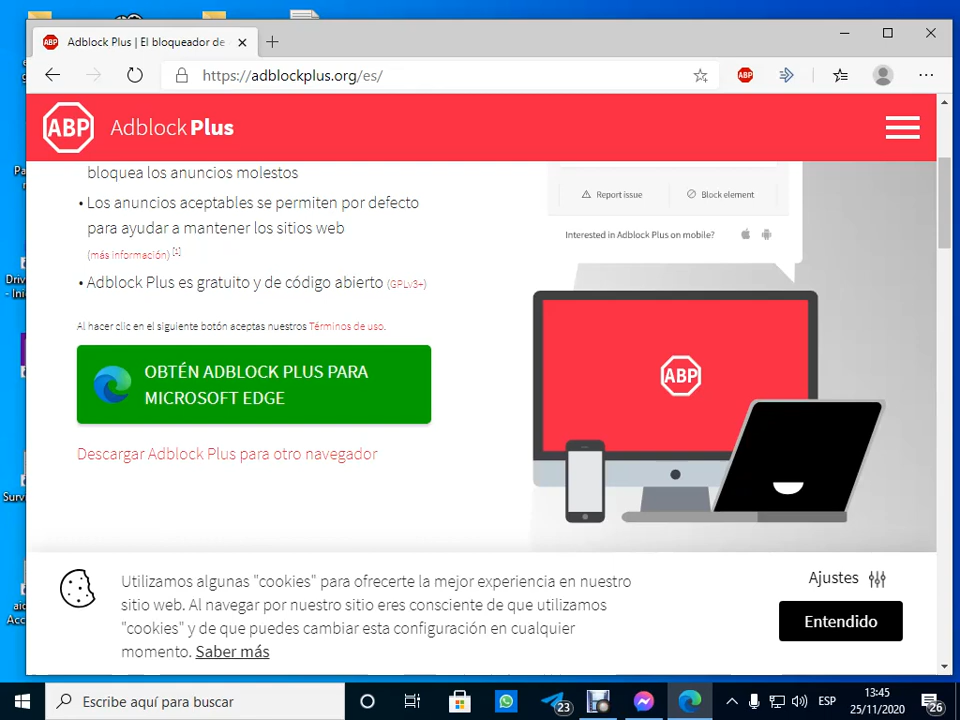 ABP Adblock Plus | El bloqueador de
https://adblockplus.org/es/
ABP
ABP Adblock Plus
bloquea los anuncios molestos
• Los anuncios aceptables se permiten por defecto
para ayudar a mantener los sitios web
(más información) [1]
• Adblock Plus es gratuito y de código abierto (GPLv3+)
Al hacer clic en el siguiente botón aceptas nuestros Términos de uso.
OBTÉN ADBLOCK PLUS PARA
MICROSOFT EDGE
Descargar Adblock Plus para otro navegador
Report issue
Block element
Interested in Adblock Plus on mobile?
ABP
Utilizamos algunas "cookies" para ofrecerte la mejor experiencia en nuestro
sitio web. Al navegar por nuestro sitio eres consciente de que utilizamos
"cookies" y de que puedes cambiar esta configuración en cualquier
momento. Saber más
Ajustes
Entendido
Escribe aquí para buscar
23
ESP
13:45
25/11/2020
26